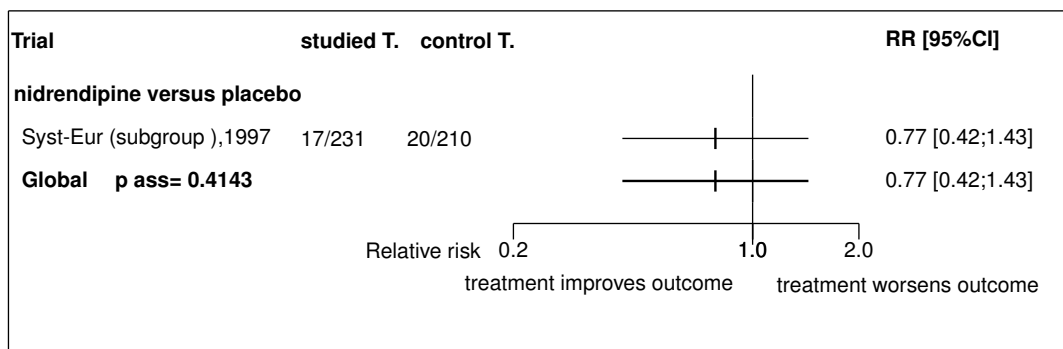 Trial studied T. control T. RR [95%CI]
nidrendipine versus placebo
Syst-Eur (subgroup ),1997 17/231 20/210 0.77 [0.42;1.43]
Global p ass= 0.4143 0.77 [0.42;1.43]
Relative risk 0.2 1.0 2.0
treatment improves outcome treatment worsens outcome